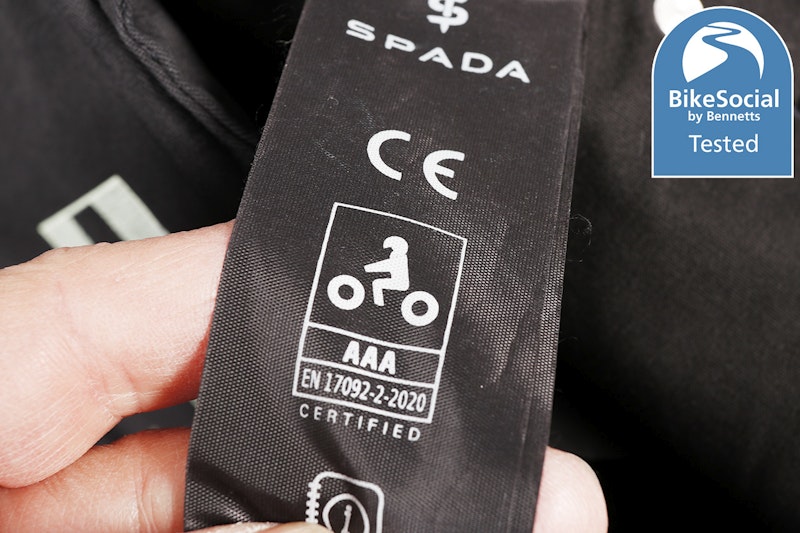 SPADA
CE
AAA
EN 17092-2-2020
CERTIFIED
i
BikeSocial
by Bennetts
Tested